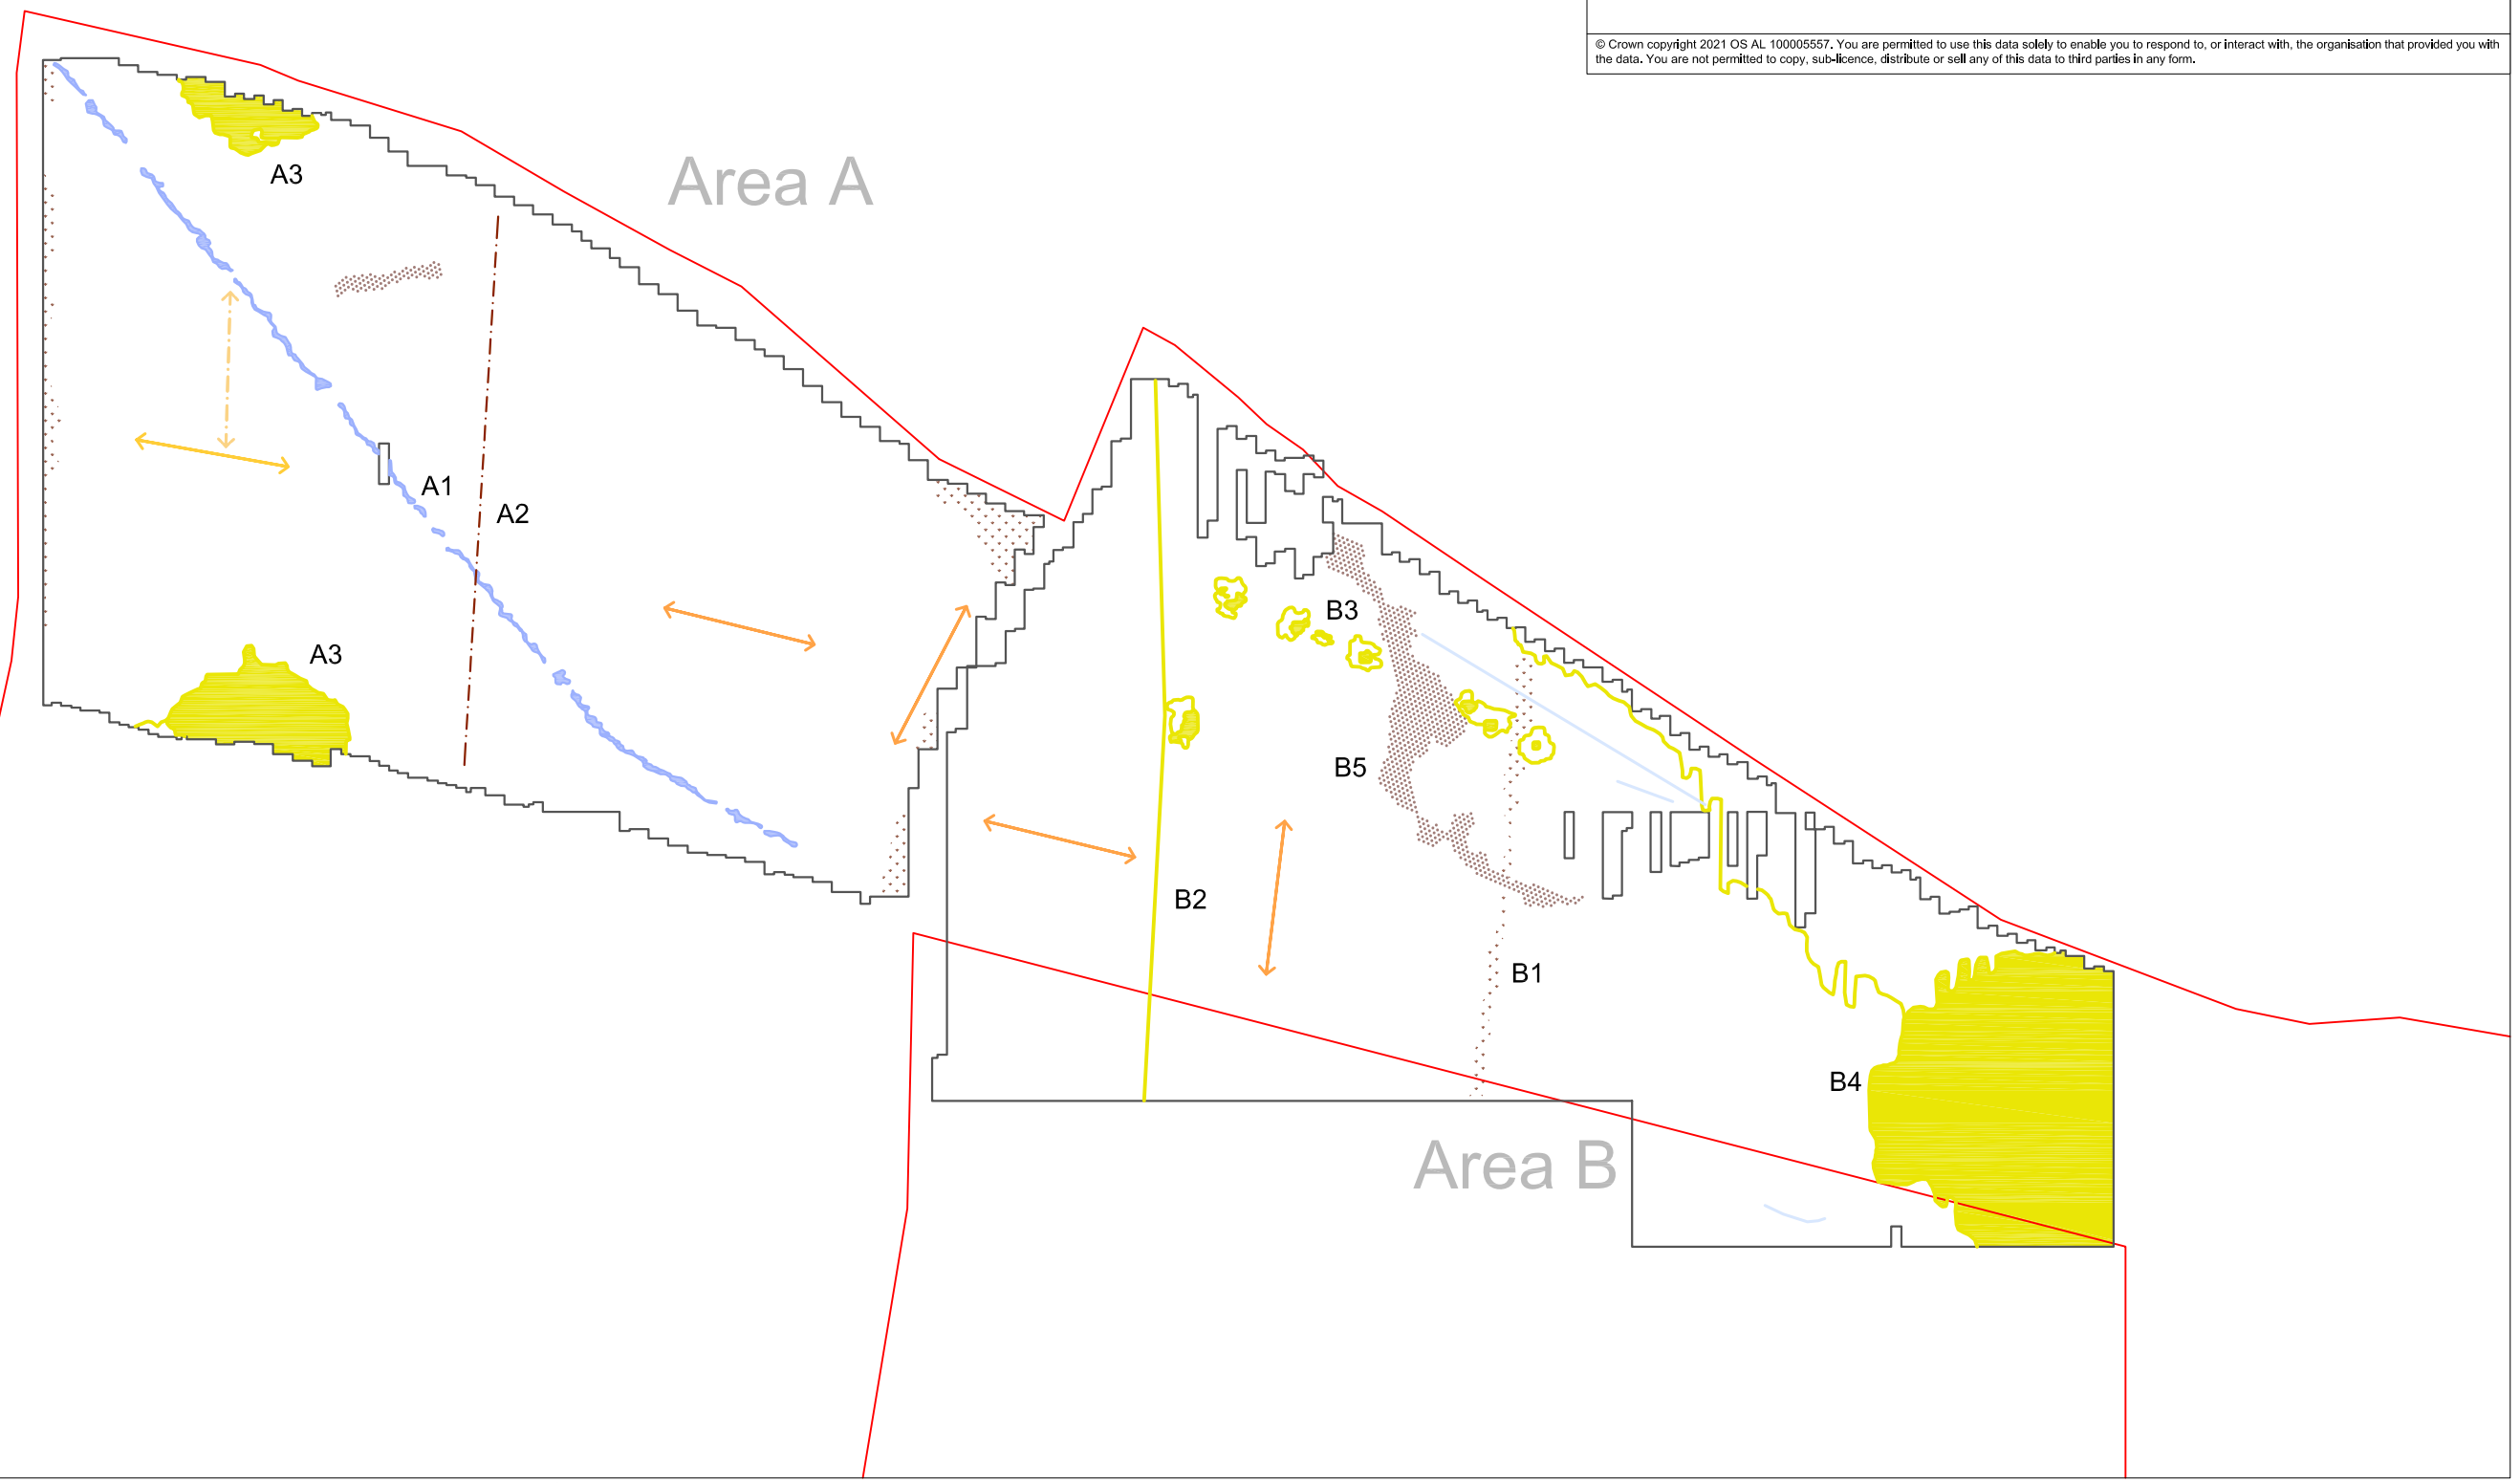 © Crown copyright 2021 OS AL 100005557. You are permitted to use this data solely to enable you to respond to, or interact with, the organisation that provided you with
the data. You are not permitted to copy, sub-licence, distribute or sell any of this data to third parties in any form.
Area A
A3
A1
A2
A3
B3
B5
B2
B1
B4
Area B